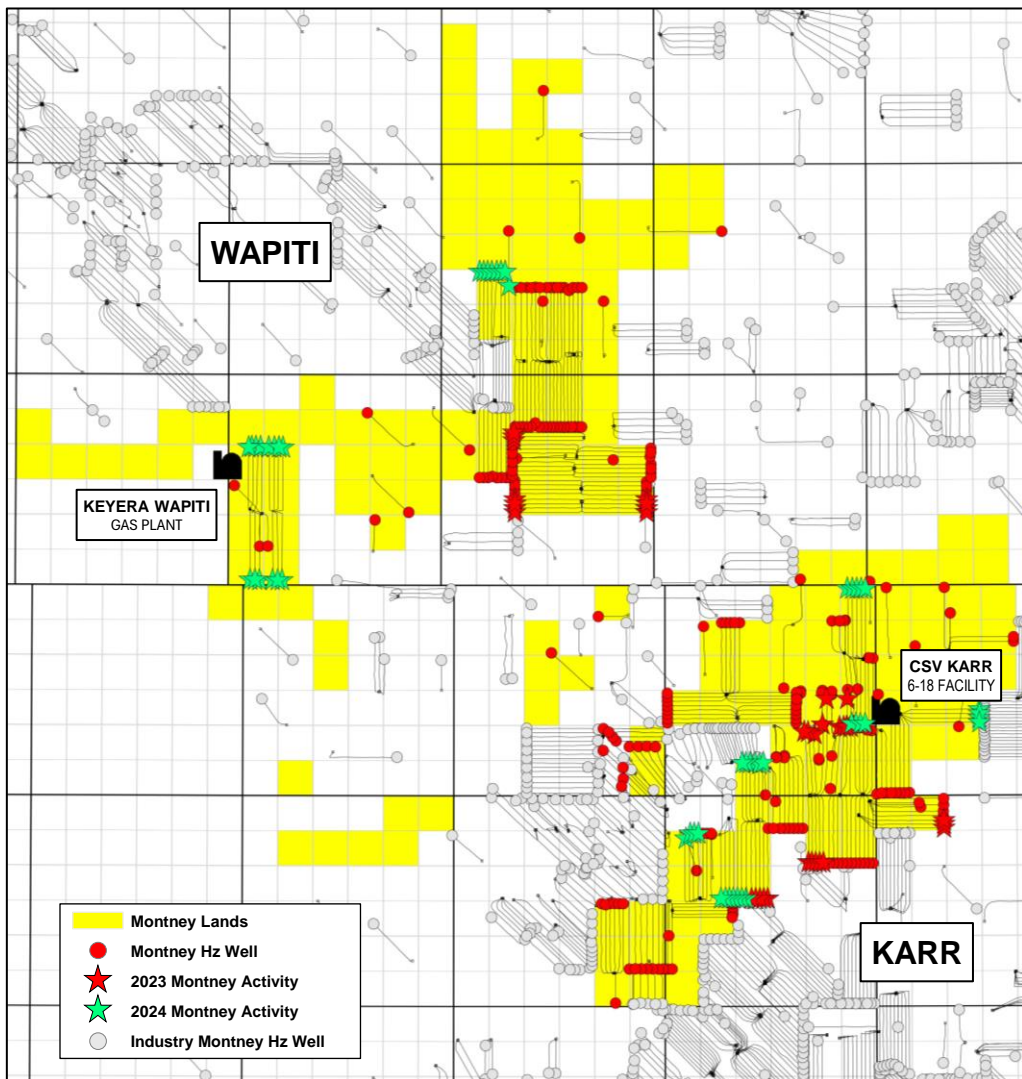 WAPITI
KEYERA WAPITI
GAS PLANT
CSV KARR
6-18 FACILITY
KARR
Montney Lands
Montney Hz Well
2023 Montney Activity
2024 Montney Activity
Industry Montney Hz Well